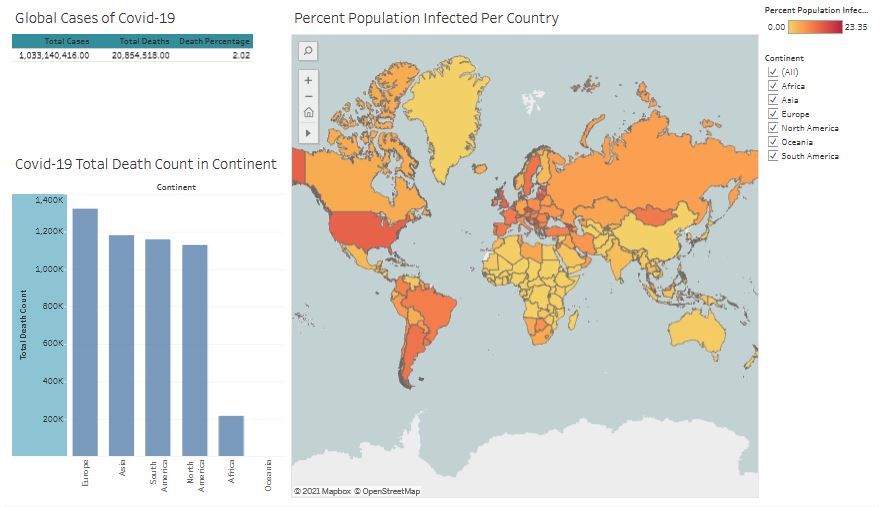 Global Cases of Covid-19
Total Cases Total Deaths Death Percentage
1,033,140,416.00 20,854,518.00 2.02
Covid-19 Total Death Count in Continent
Continent
Total Death Count
1,400K
1,200K
1,000K
800K
600K
400K
200K
Europe
Asia
South
America
North
America
Africa
Oceania
Percent Population Infected Per Country
© 2021 Mapbox © OpenStreetMap
Percent Population Infec...
0.00 23.35
Continent
(All)
Africa
Asia
Europe
North America
Oceania
South America